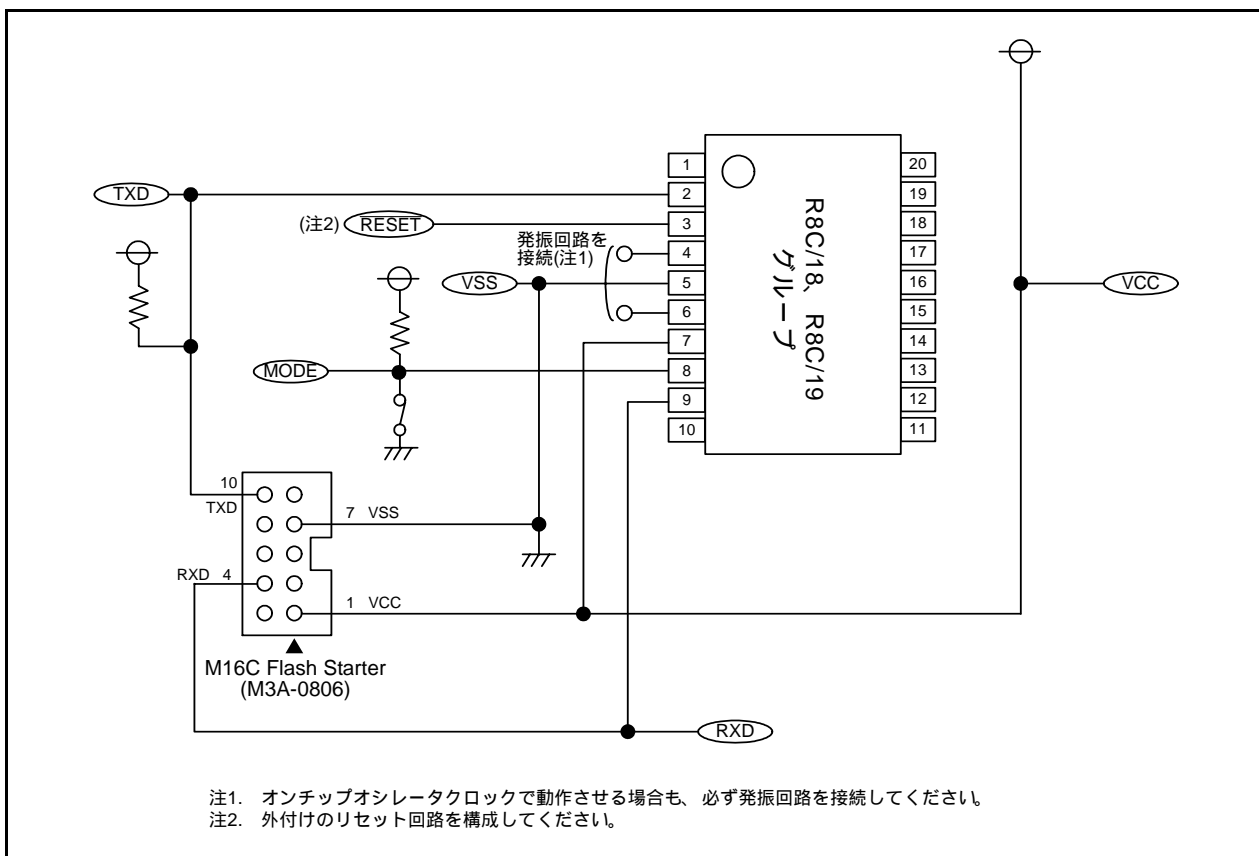 TXD
(注2) RESET
発振回路を
接続(注1)
VSS
MODE
1
2
3
4
5
6
7
8
9
10
20
19
18
17
16
15
14
13
12
11
R8C/18、R8C/19
グループ
VCC
10
TXD
7 VSS
RXD 4
1 VCC
M16C Flash Starter
(M3A-0806)
RXD
注1. オンチップオシレータクロックで動作させる場合も、必ず発振回路を接続してください。
注2. 外付けのリセット回路を構成してください。